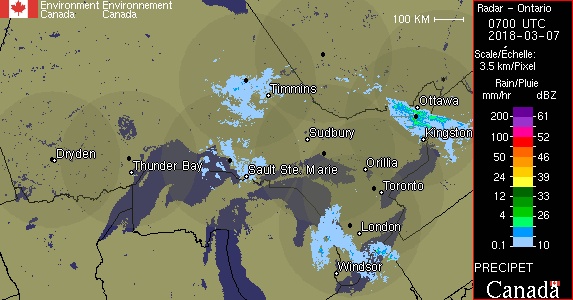 Environment Environnement
Canada Canada
100 KM
Timmins
Ottawa
Sudbury
Kingston
Dryden
Thunder Bay
Sault Ste. Marie
Orillia
Toronto
London
Windsor
Radar - Ontario
0700 UTC
2018-03-07
Scale/Échelle:
3.5 km/Pixel
Rain/Pluie
mm/hr dBZ
200 61
100 52
50 46
24 39
12 33
4 26
0.1 10
PRECIPET
Canada